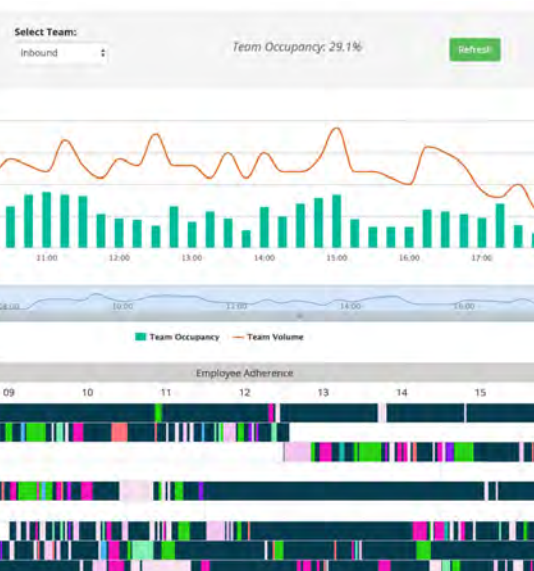 Select Team:
Inbound
Team Occupancy: 29.1%
Refresh
11:00 12:00 13:00 14:00 15:00 16:00 17:00
08:00 10:00 12:00 14:00 16:00
Team Occupancy Team Volume
Employee Adherence
09 10 11 12 13 14 15